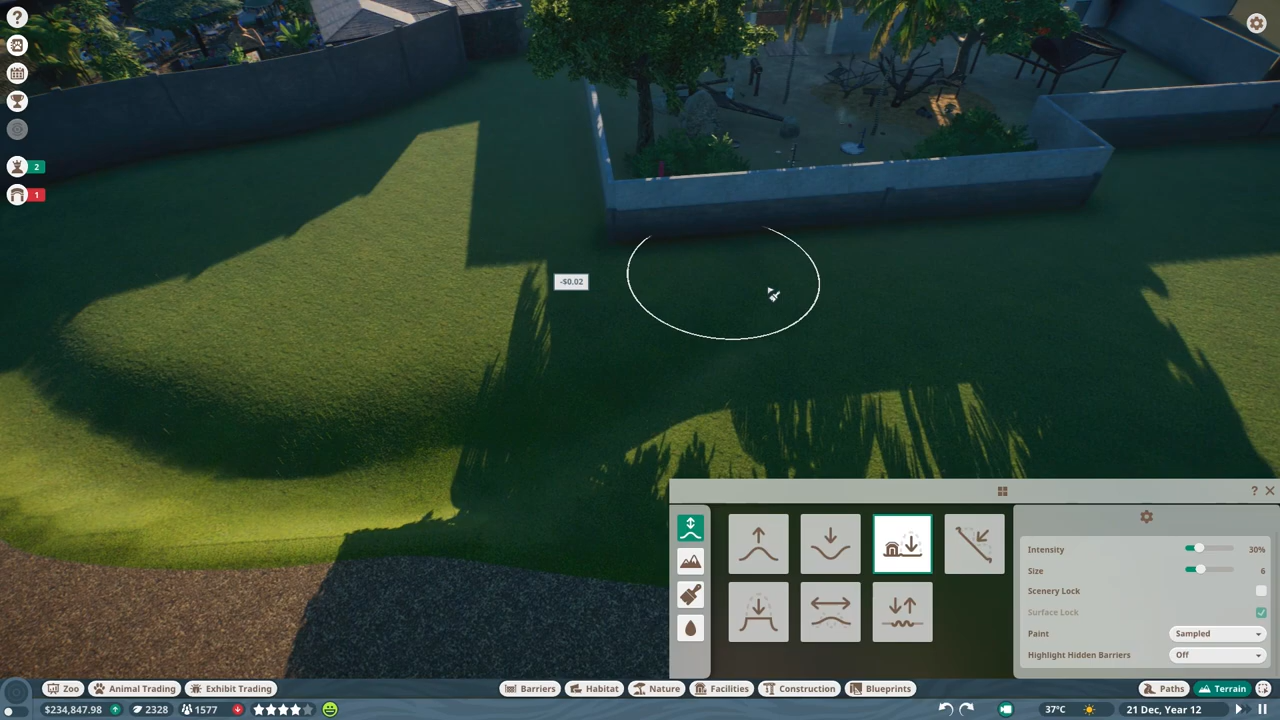 ?
2
1
-$0.02
?
Intensity 30%
Size 6
Scenery Lock
Surface Lock
Paint Sampled
Highlight Hidden Barriers Off
Zoo Animal Trading Exhibit Trading Barriers Habitat Nature Facilities Construction Blueprints Paths Terrain
$234,847.98 2328 1577 37°C 21 Dec, Year 12